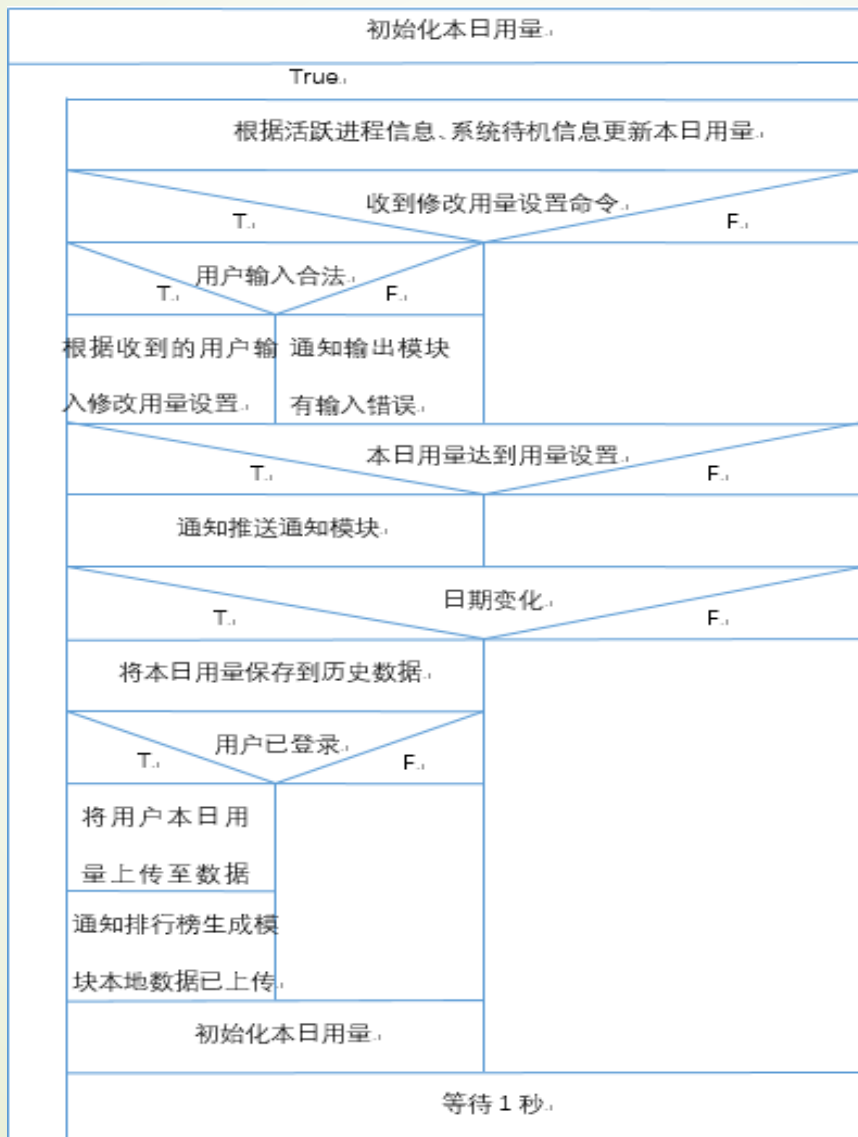 初始化本日用量
True
根据活跃进程信息、系统待机信息更新本日用量
收到修改用量设置命令
T
F
用户输入合法
T
F
根据收到的用户输
入修改用量设置
通知输出模块
有输入错误
本日用量达到用量设置
T
F
通知推送通知模块
日期变化
T
F
将本日用量保存到历史数据
用户已登录
T
F
将用户本日用
量上传至数据
通知排行榜生成模
块本地数据已上传
初始化本日用量
等待 1 秒